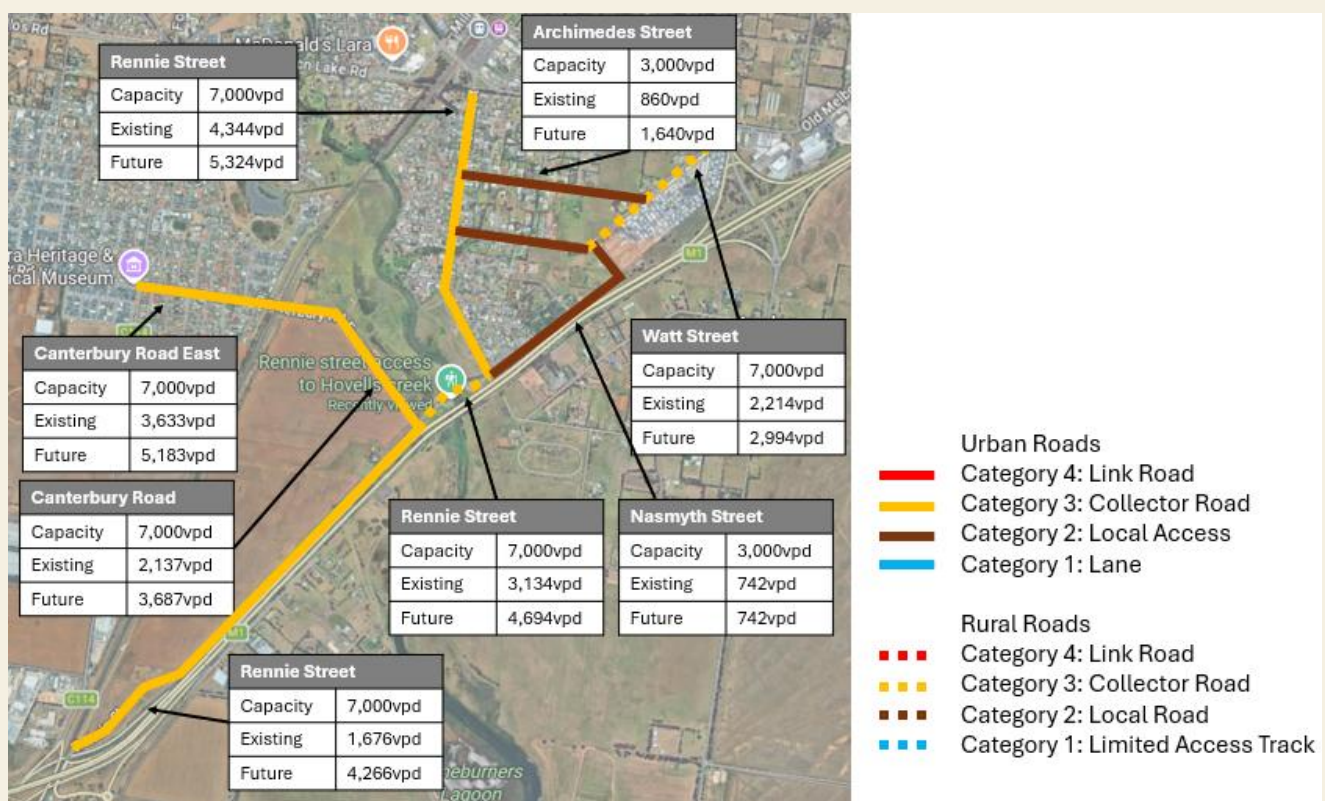 McDonald's Lara
Rennie Street
Capacity 7,000vpd
Existing 4,344vpd
Future 5,324vpd
Archimedes Street
Capacity 3,000vpd
Existing 860vpd
Future 1,640vpd
M1
Rennie street access
to Hovells creek
Recently viewed
Canterbury Road East
Capacity 7,000vpd
Existing 3,633vpd
Future 5,183vpd
Watt Street
Capacity 7,000vpd
Existing 2,214vpd
Future 2,994vpd
Canterbury Road
Capacity 7,000vpd
Existing 2,137vpd
Future 3,687vpd
Rennie Street
Capacity 7,000vpd
Existing 3,134vpd
Future 4,694vpd
Nasmyth Street
Capacity 3,000vpd
Existing 742vpd
Future 742vpd
M1
C114
Rennie Street
Capacity 7,000vpd
Existing 1,676vpd
Future 4,266vpd
Lagoon
Urban Roads
Category 4: Link Road
Category 3: Collector Road
Category 2: Local Access
Category 1: Lane
Rural Roads
Category 4: Link Road
Category 3: Collector Road
Category 2: Local Road
Category 1: Limited Access Track